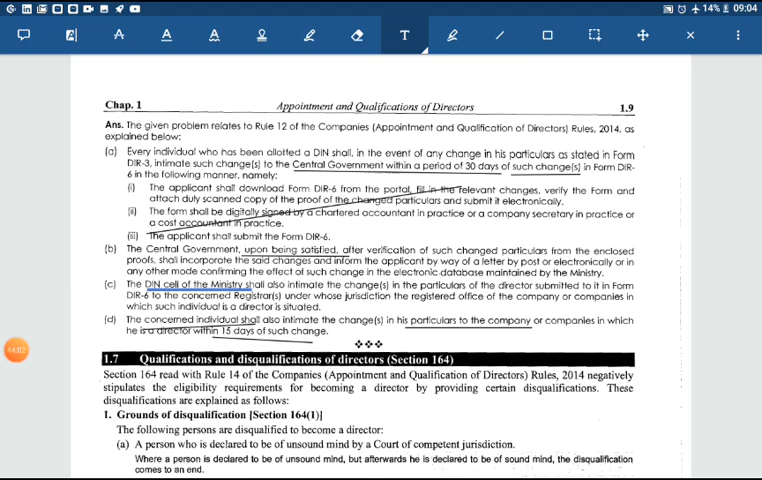 14% 09:04
T
Chap. 1 Appointment and Qualifications of Directors 1.9
Ans. The given problem relates to Rule 12 of the Companies (Appointment and Qualification of Directors) Rules, 2014, as
explained below:
(a) Every individual who has been allotted a DIN shall, in the event of any change in his particulars as stated in Form
DIR-3, intimate such change(s) to the Central Government within a period of 30 days of such change(s) in Form DIR-
6 in the following manner, namely:
(i) The applicant shall download Form DIR-6 from the portal, fill in the relevant changes, verify the Form and
attach duly scanned copy of the proof of the changed particulars and submit it electronically.
(ii) The form shall be digitally signed by a chartered accountant in practice or a company secretary in practice or
a cost accountant in practice.
(iii) The applicant shall submit the Form DIR-6.
(b) The Central Government, upon being satisfied, after verification of such changed particulars from the enclosed
proofs, shall incorporate the said changes and inform the applicant by way of a letter by post or electronically or in
any other mode confirming the effect of such change in the electronic database maintained by the Ministry.
(c) The DIN cell of the Ministry shall also intimate the change(s) in the particulars of the director submitted to it in Form
DIR-6 to the concerned Registrar(s) under whose jurisdiction the registered office of the company or companies in
which such individual is a director is situated.
(d) The concerned individual shall also intimate the change(s) in his particulars to the company or companies in which
he is a director within 15 days of such change.
44:02
1.7 Qualifications and disqualifications of directors (Section 164)
Section 164 read with Rule 14 of the Companies (Appointment and Qualification of Directors) Rules, 2014 negatively
stipulates the eligibility requirements for becoming a director by providing certain disqualifications. These
disqualifications are explained as follows:
1. Grounds of disqualification [Section 164(1)]
The following persons are disqualified to become a director:
(a) A person who is declared to be of unsound mind by a Court of competent jurisdiction.
Where a person is declared to be of unsound mind, but afterwards he is declared to be of sound mind, the disqualification
comes to an end.